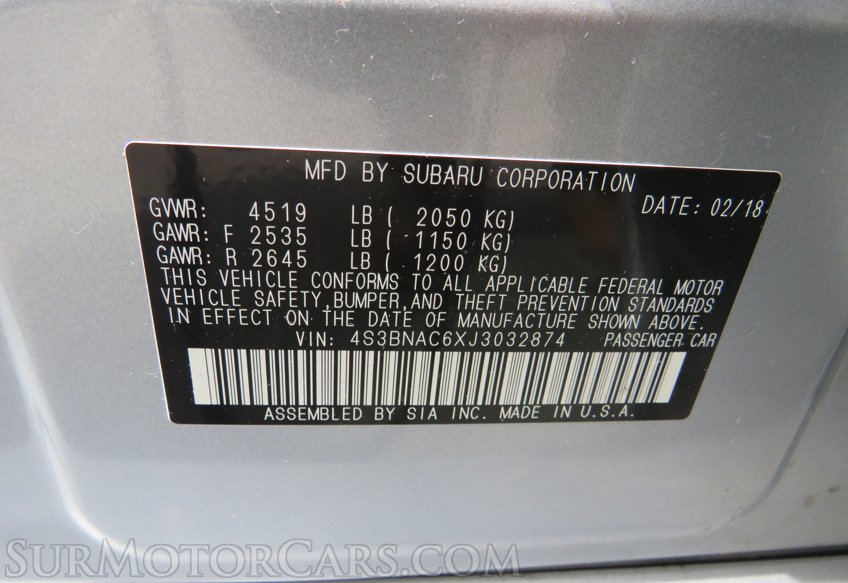 MFD BY SUBARU CORPORATION
DATE: 02/18
GVWR: 4519 LB ( 2050 KG)
GAWR: F 2535 LB ( 1150 KG)
GAWR: R 2645 LB ( 1200 KG)
THIS VEHICLE CONFORMS TO ALL APPLICABLE FEDERAL MOTOR
VEHICLE SAFETY, BUMPER, AND THEFT PREVENTION STANDARDS
IN EFFECT ON THE DATE OF MANUFACTURE SHOWN ABOVE.
VIN: 4S3BNAC6XJ3032874 PASSENGER CAR
ASSEMBLED BY SIA INC. MADE IN U.S.A.
SurMotorCars.com
SurMotorCars.com